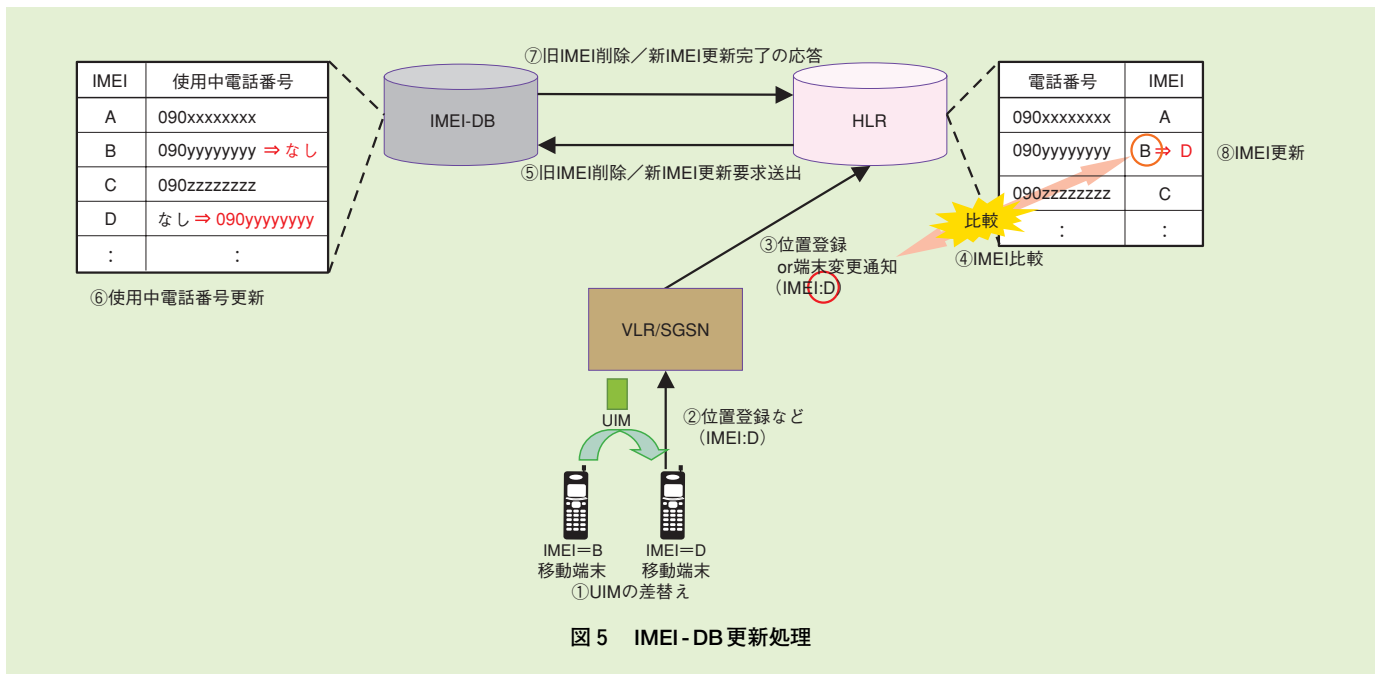 ⑦旧IMEI削除／新IMEI更新完了の応答
IMEI 使用中電話番号
A 090xxxxxxxx
B 090yyyyyyyy ⇒ なし
C 090zzzzzzzz
D なし ⇒ 090yyyyyyyy
: :
⑥使用中電話番号更新
IMEI-DB
HLR
⑤旧IMEI削除／新IMEI更新要求送出
電話番号 IMEI
090xxxxxxxx A
090yyyyyyyy B ⇒ D
090zzzzzzzz C
: :
⑧IMEI更新
比較
④IMEI比較
③位置登録
or端末変更通知
（IMEI:D）
VLR/SGSN
UIM
②位置登録など
（IMEI:D）
IMEI＝B
移動端末
IMEI＝D
移動端末
①UIMの差替え
図5 IMEI-DB更新処理